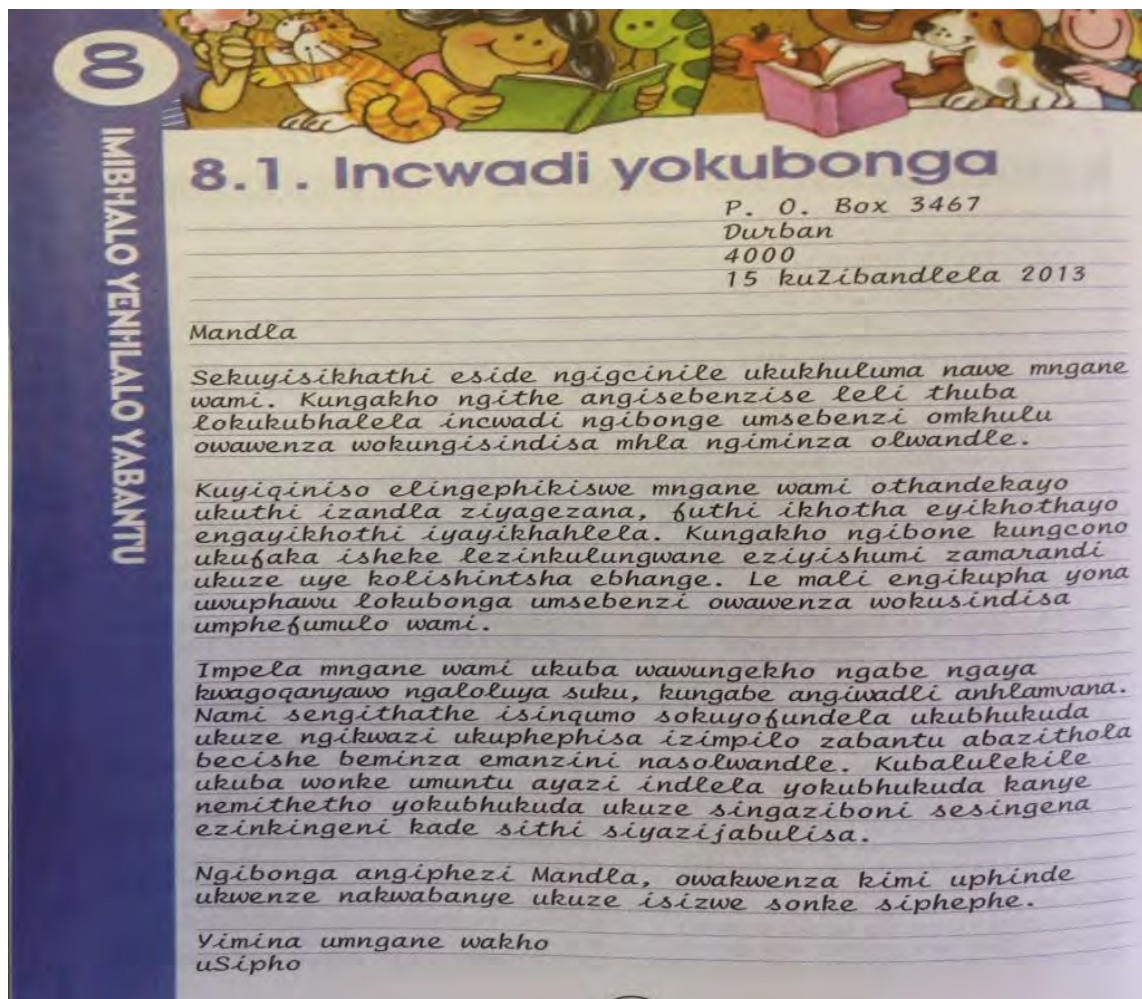 8
IMIBHALO YENHLALO YABANTU
8.1. Incwadi yokubonga
P. O. Box 3467
Durban
4000
15 kuZibandlela 2013
Mandla
Sekuyisikhathi eside ngigcinile ukukhuluma nawe mngane
wami. Kungakho ngithe angisebenzise leli thuba
lokukubhalela incwadi ngibonge umsebenzi omkhulu
owawenza wokungisindisa mhla ngiminza olwandle.
Kuyiqiniso elingephikiswe mngane wami othandekayo
ukuthi izandla ziyagezana, futhi ikhotha eyikhothayo
engayikhothi iyayikhahlela. Kungakho ngibone kungcono
ukufaka isheke lezinkulungwane eziyishumi zamarandi
ukuze uye kolishintsha ebhange. Le mali engikupha yona
uwuphawu lokubonga umsebenzi owawenza wokusindisa
umphefumulo wami.
Impela mngane wami ukuba wawungekho ngabe ngaya
kwagoqanyawo ngaloluya suku, kungabe angiwadli anhlamvana.
Nami sengithathe isinqumo sokuyofundela ukubhukuda
ukuze ngikwazi ukuphephisa izimpilo zabantu abazithola
becishe beminza emanzini nasolwandle. Kubalulekile
ukuba wonke umuntu ayazi indlela yokubhukuda kanye
nemithetho yokubhukuda ukuze singaziboni sesingena
ezinkingeni kade sithi siyazijabulisa.
Ngibonga angiphezi Mandla, owakwenza kimi uphinde
ukwenze nakwabanye ukuze isizwe sonke siphephe.
Yimina umngane wakho
uSipho